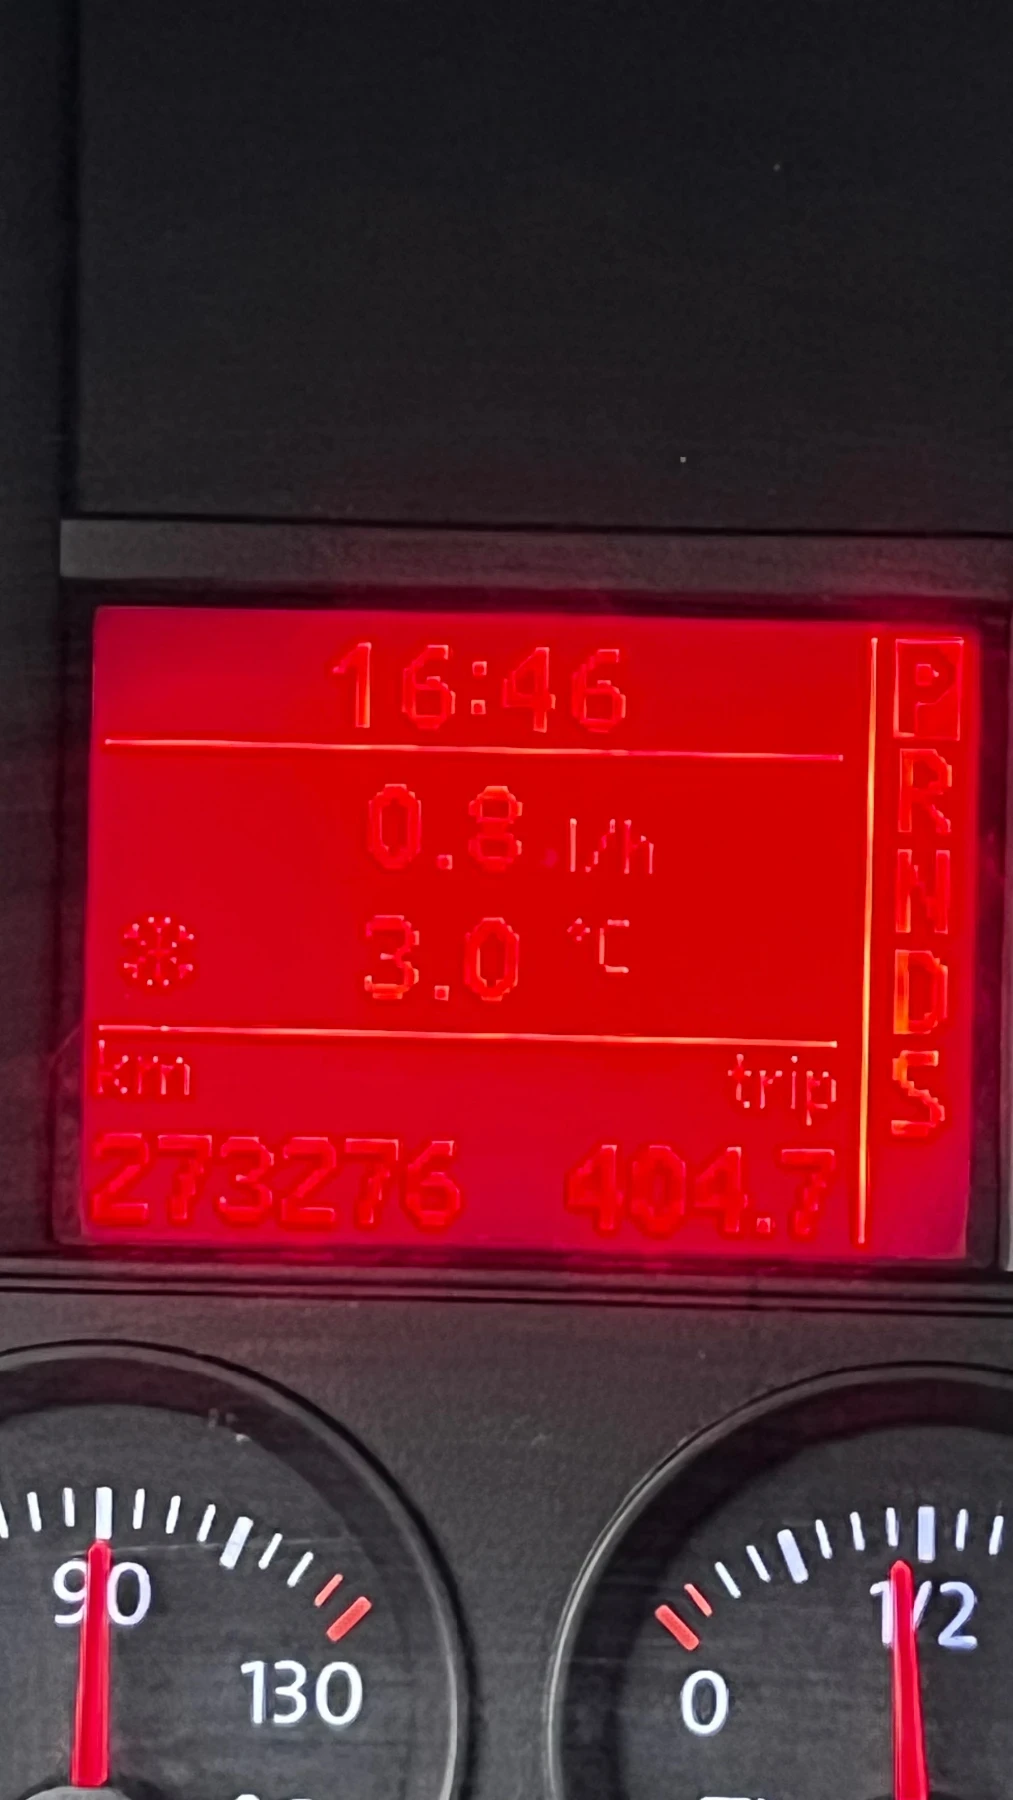 16:46
P
R
N
D
S
0.8 l/h
3.0 °C
km trip
273276 404.7
90
130
0
1/2